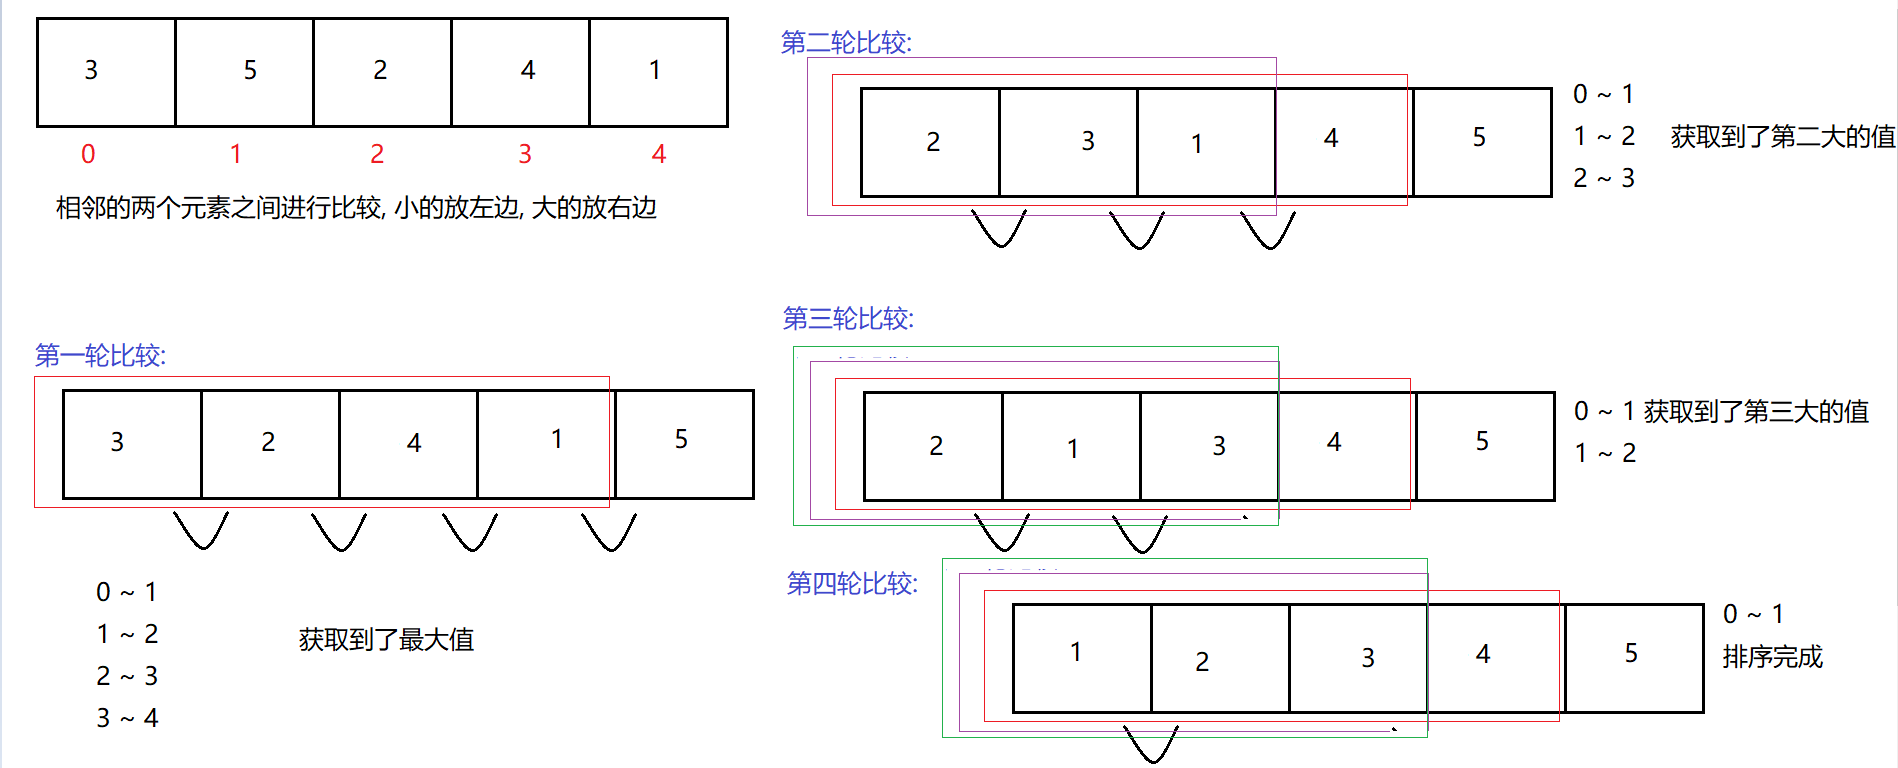 3 5 2 4 1
0 1 2 3 4
相邻的两个元素之间进行比较, 小的放左边, 大的放右边
第一轮比较:
3 2 4 1 5
0 ~ 1
1 ~ 2
2 ~ 3
3 ~ 4
获取到了最大值
第二轮比较:
2 3 1 4 5
0 ~ 1
1 ~ 2
2 ~ 3
获取到了第二大的值
第三轮比较:
2 1 3 4 5
0 ~ 1 获取到了第三大的值
1 ~ 2
第四轮比较:
1 2 3 4 5
0 ~ 1
排序完成